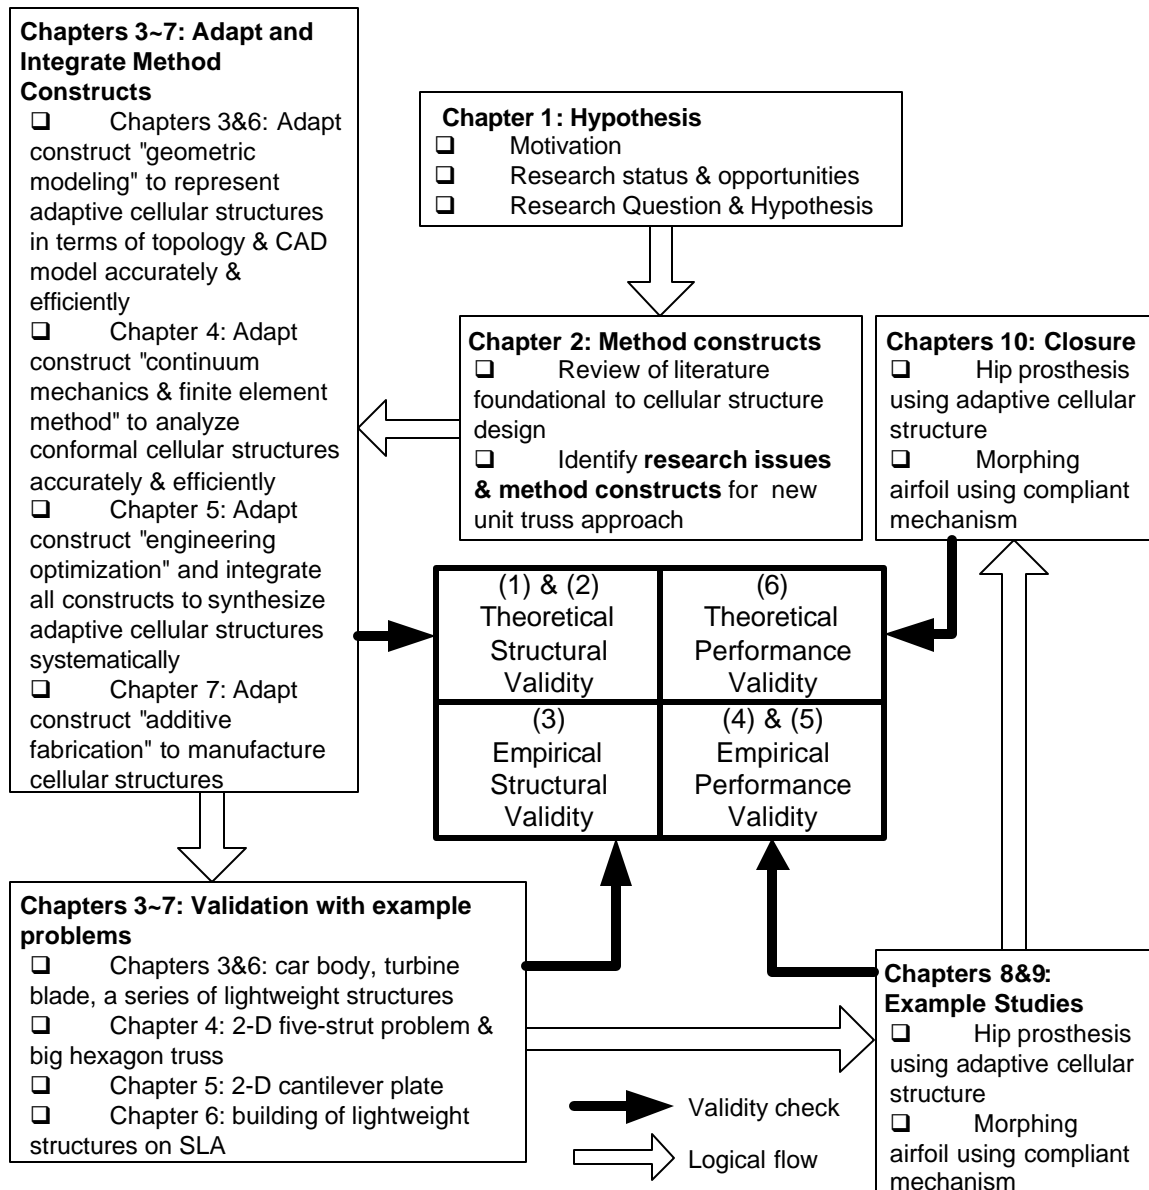 Chapters 3~7: Adapt and
Integrate Method
Constructs
❑ Chapters 3&6: Adapt
construct "geometric
modeling" to represent
adaptive cellular structures
in terms of topology & CAD
model accurately &
efficiently
❑ Chapter 4: Adapt
construct "continuum
mechanics & finite element
method" to analyze
conformal cellular structures
accurately & efficiently
❑ Chapter 5: Adapt
construct "engineering
optimization" and integrate
all constructs to synthesize
adaptive cellular structures
systematically
❑ Chapter 7: Adapt
construct "additive
fabrication" to manufacture
cellular structures
Chapter 1: Hypothesis
❑ Motivation
❑ Research status & opportunities
❑ Research Question & Hypothesis
Chapter 2: Method constructs
❑ Review of literature
foundational to cellular structure
design
❑ Identify research issues
& method constructs for new
unit truss approach
Chapters 10: Closure
❑ Hip prosthesis
using adaptive cellular
structure
❑ Morphing
airfoil using compliant
mechanism
(1) & (2)
Theoretical
Structural
Validity
(6)
Theoretical
Performance
Validity
(3)
Empirical
Structural
Validity
(4) & (5)
Empirical
Performance
Validity
Chapters 3~7: Validation with example
problems
❑ Chapters 3&6: car body, turbine
blade, a series of lightweight structures
❑ Chapter 4: 2-D five-strut problem &
big hexagon truss
❑ Chapter 5: 2-D cantilever plate
❑ Chapter 6: building of lightweight
structures on SLA
Validity check
Logical flow
Chapters 8&9:
Example Studies
❑ Hip prosthesis
using adaptive cellular
structure
❑ Morphing
airfoil using compliant
mechanism